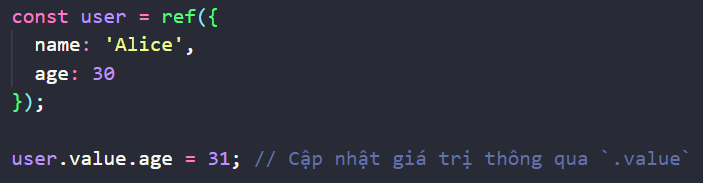 const user = ref({
  name: 'Alice',
  age: 30
});

user.value.age = 31; // Cập nhật giá trị thông qua `.value`